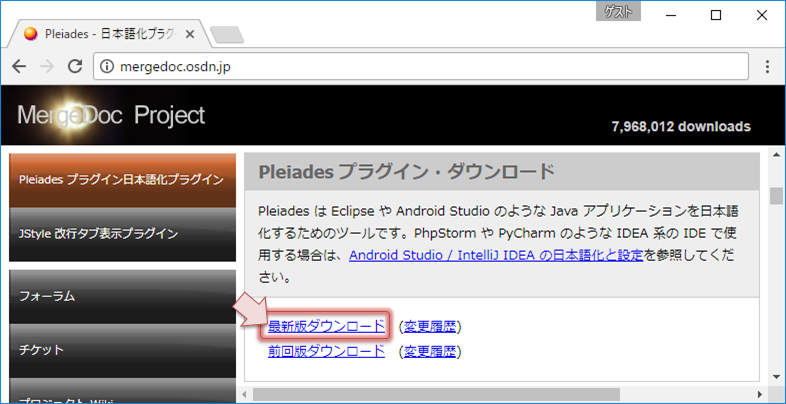 ゲスト
Pleiades - 日本語化プラグ
mergedoc.osdn.jp
MergeDoc Project
7,968,012 downloads
Pleiades プラグイン日本語化プラグイン
JStyle 改行タブ表示プラグイン
フォーラム
チケット
プロジェクト Wiki
Pleiades プラグイン・ダウンロード
Pleiades は Eclipse や Android Studio のような Java アプリケーションを日本語
化するためのツールです。PhpStorm や PyCharm のような IDEA 系の IDE で使
用する場合は、Android Studio / IntelliJ IDEA の日本語化と設定を参照してくだ
さい。
最新版ダウンロード (変更履歴)
前回版ダウンロード (変更履歴)